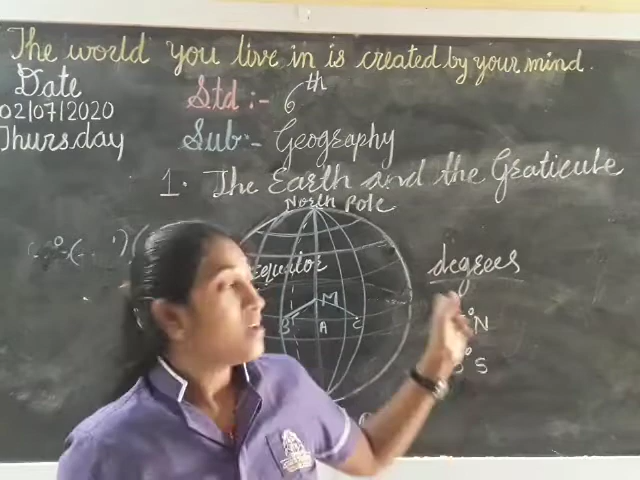 The world you live in is created by your mind.
Date
02/07/2020
Thursday
Std :- 6th
Sub:- Geography
1. The Earth and the Graticule
North Pole
Equator
degrees
M
B A C
°N
° S